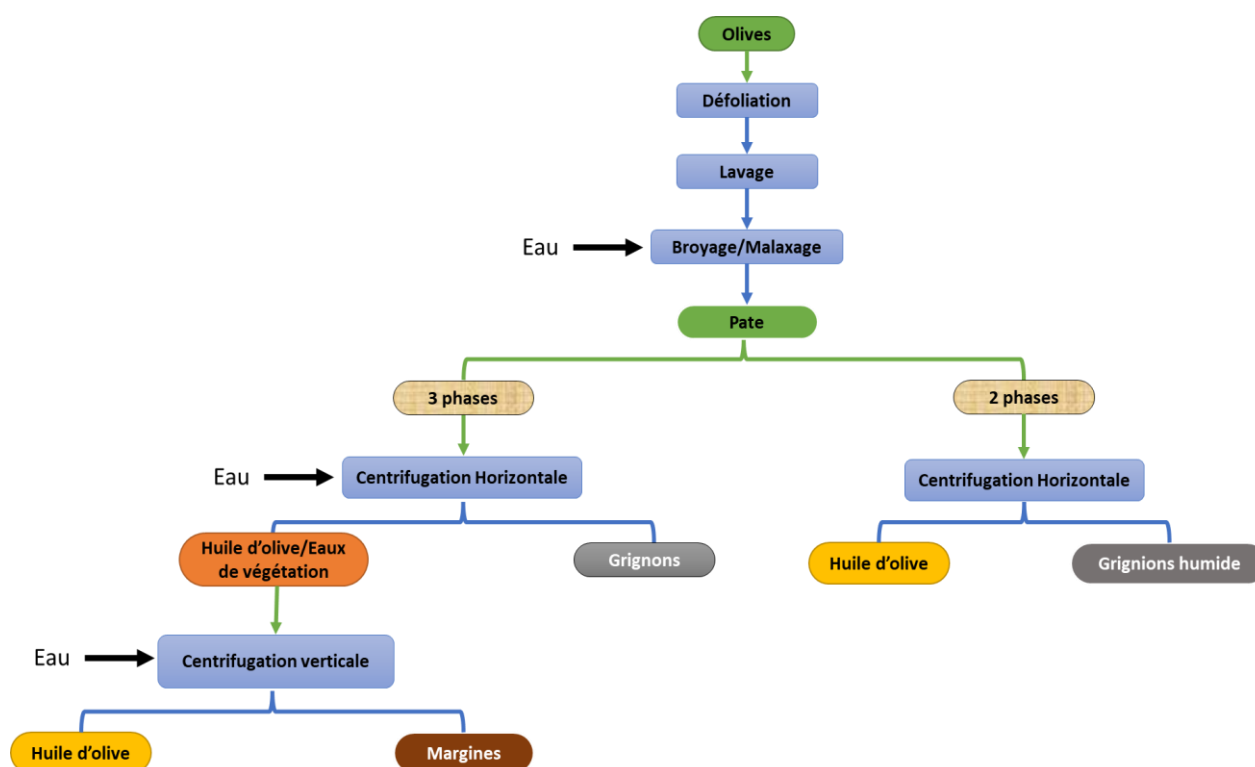 Olives
Défoliation
Lavage
Eau
Broyage/Malaxage
Pate
3 phases
2 phases
Eau
Centrifugation Horizontale
Centrifugation Horizontale
Huile d'olive/Eaux
de végétation
Grignons
Huile d'olive
Grignions humide
Eau
Centrifugation verticale
Huile d'olive
Margines